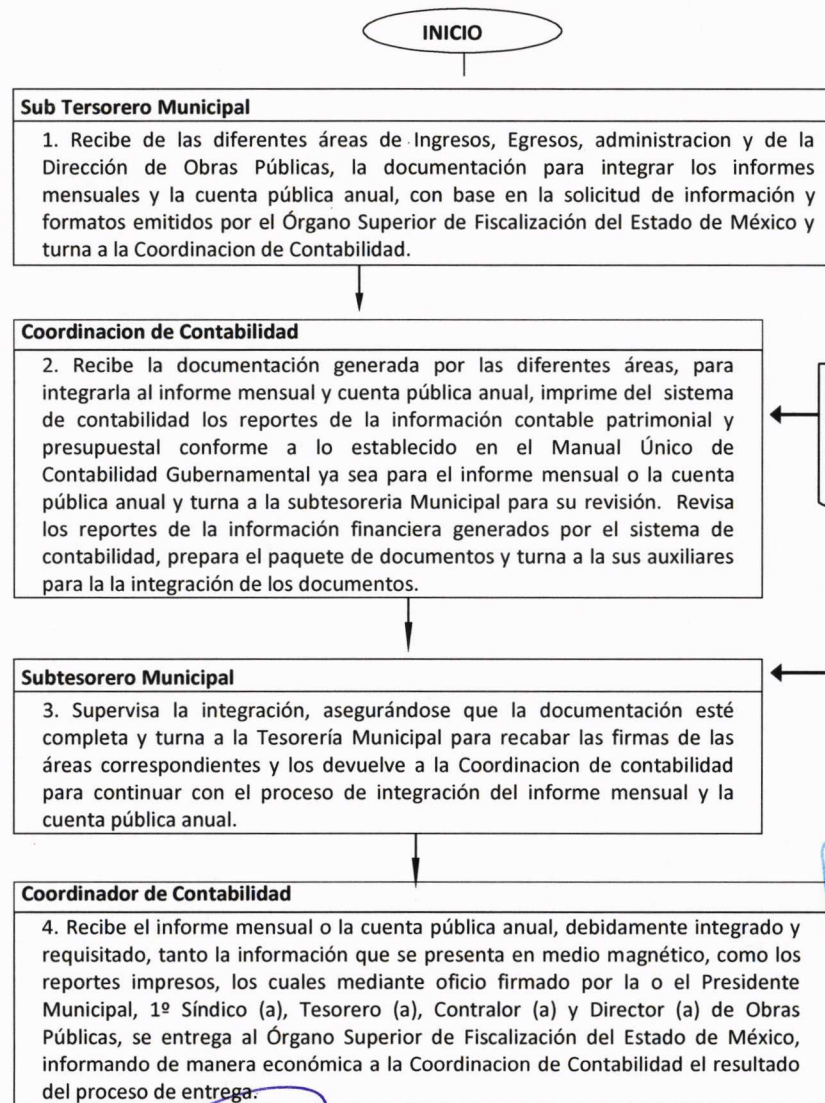 INICIO
Sub Tersorero Municipal
1. Recibe de las diferentes áreas de Ingresos, Egresos, administracion y de la
Dirección de Obras Públicas, la documentación para integrar los informes
mensuales y la cuenta pública anual, con base en la solicitud de información y
formatos emitidos por el Órgano Superior de Fiscalización del Estado de México y
turna a la Coordinacion de Contabilidad.
Coordinacion de Contabilidad
2. Recibe la documentación generada por las diferentes áreas, para
integrarla al informe mensual y cuenta pública anual, imprime del sistema
de contabilidad los reportes de la información contable patrimonial y
presupuestal conforme a lo establecido en el Manual Único de
Contabilidad Gubernamental ya sea para el informe mensual o la cuenta
pública anual y turna a la subtesoreria Municipal para su revisión. Revisa
los reportes de la información financiera generados por el sistema de
contabilidad, prepara el paquete de documentos y turna a la sus auxiliares
para la la integración de los documentos.
Subtesorero Municipal
3. Supervisa la integración, asegurándose que la documentación esté
completa y turna a la Tesorería Municipal para recabar las firmas de las
áreas correspondientes y los devuelve a la Coordinacion de contabilidad
para continuar con el proceso de integración del informe mensual y la
cuenta pública anual.
Coordinador de Contabilidad
4. Recibe el informe mensual o la cuenta pública anual, debidamente integrado y
requisitado, tanto la información que se presenta en medio magnético, como los
reportes impresos, los cuales mediante oficio firmado por la o el Presidente
Municipal, 1º Síndico (a), Tesorero (a), Contralor (a) y Director (a) de Obras
Públicas, se entrega al Órgano Superior de Fiscalización del Estado de México,
informando de manera económica a la Coordinacion de Contabilidad el resultado
del proceso de entrega.